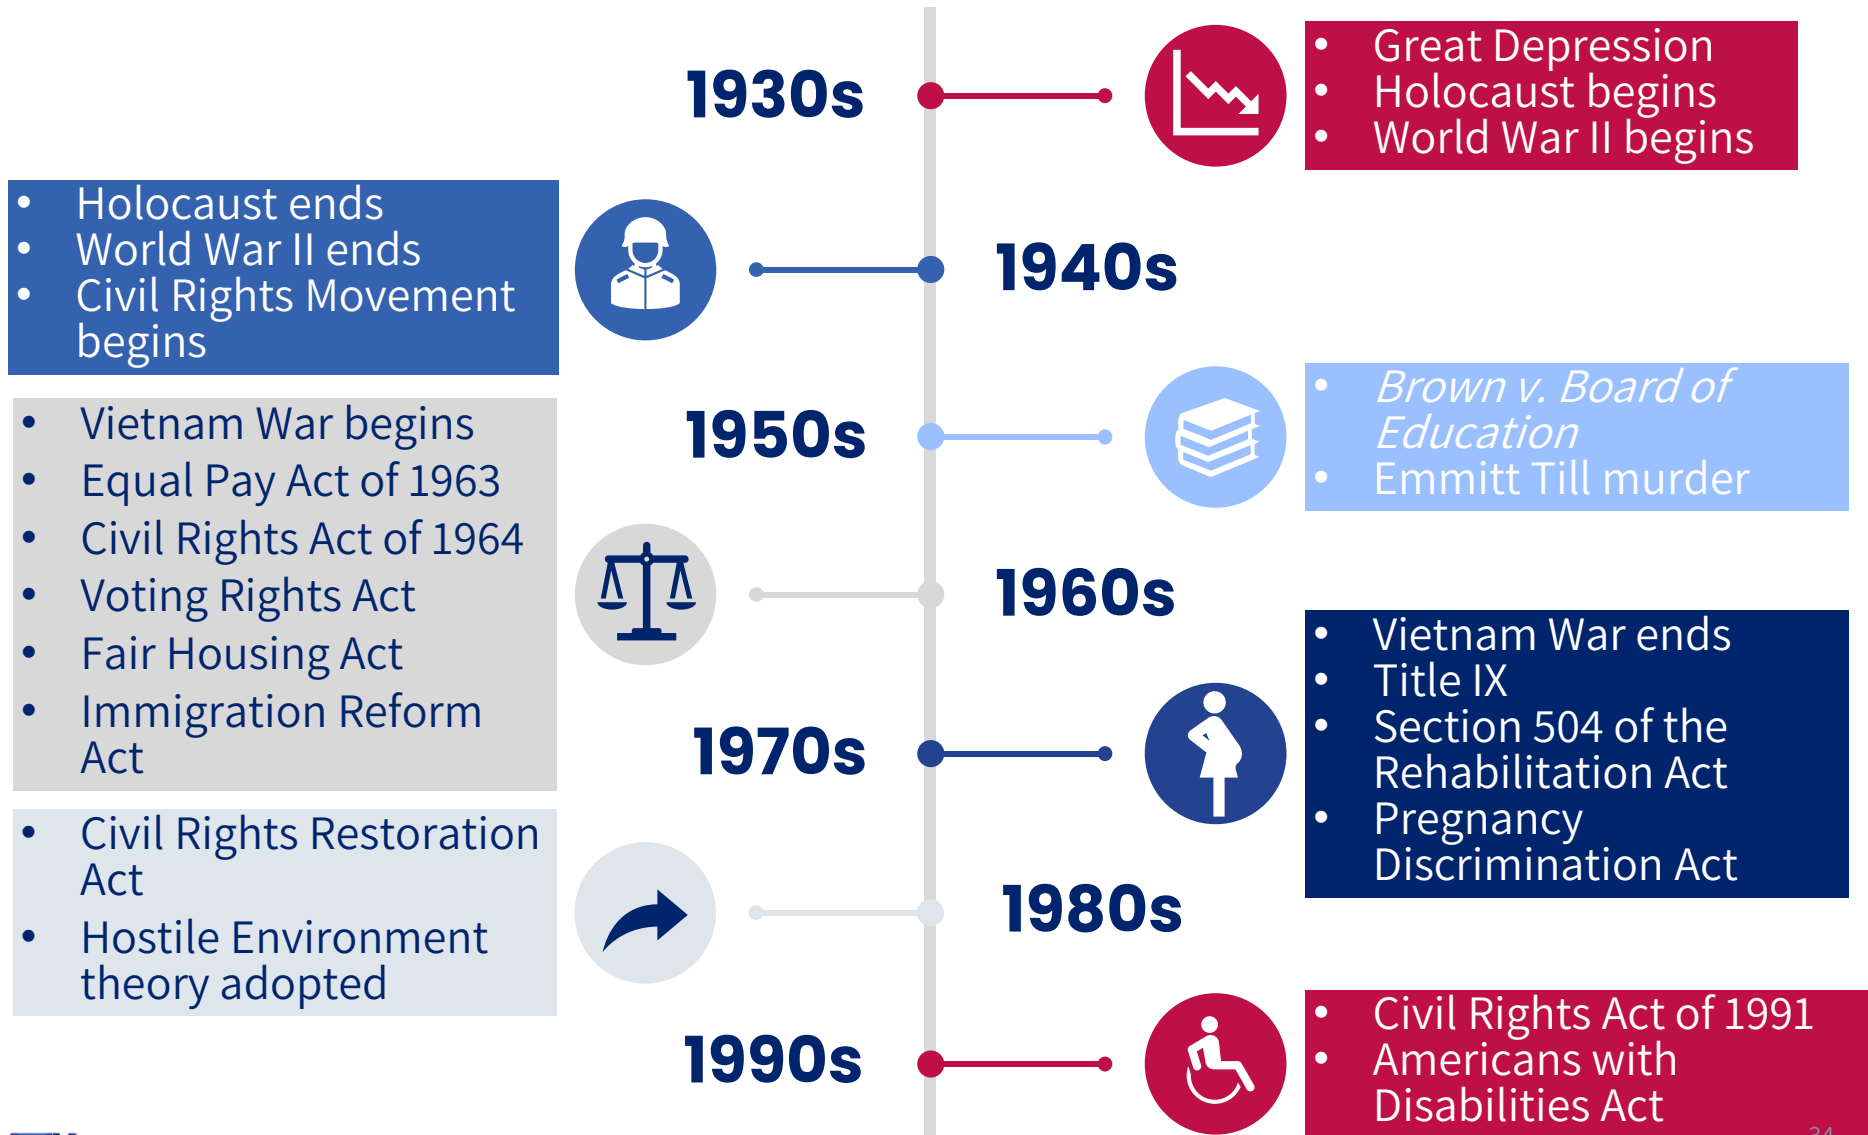 1930s
• Great Depression
• Holocaust begins
• World War II begins
• Holocaust ends
• World War II ends
• Civil Rights Movement
begins
1940s
1950s
• Brown v. Board of
Education
• Emmitt Till murder
• Vietnam War begins
• Equal Pay Act of 1963
• Civil Rights Act of 1964
• Voting Rights Act
• Fair Housing Act
• Immigration Reform
Act
1960s
1970s
• Vietnam War ends
• Title IX
• Section 504 of the
Rehabilitation Act
• Pregnancy
Discrimination Act
• Civil Rights Restoration
Act
• Hostile Environment
theory adopted
1980s
1990s
• Civil Rights Act of 1991
• Americans with
Disabilities Act